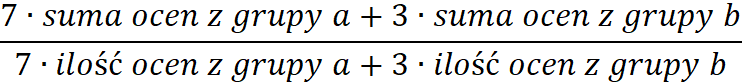 7 · suma ocen z grupy a + 3 · suma ocen z grupy b
7 · ilość ocen z grupy a + 3 · ilość ocen z grupy b